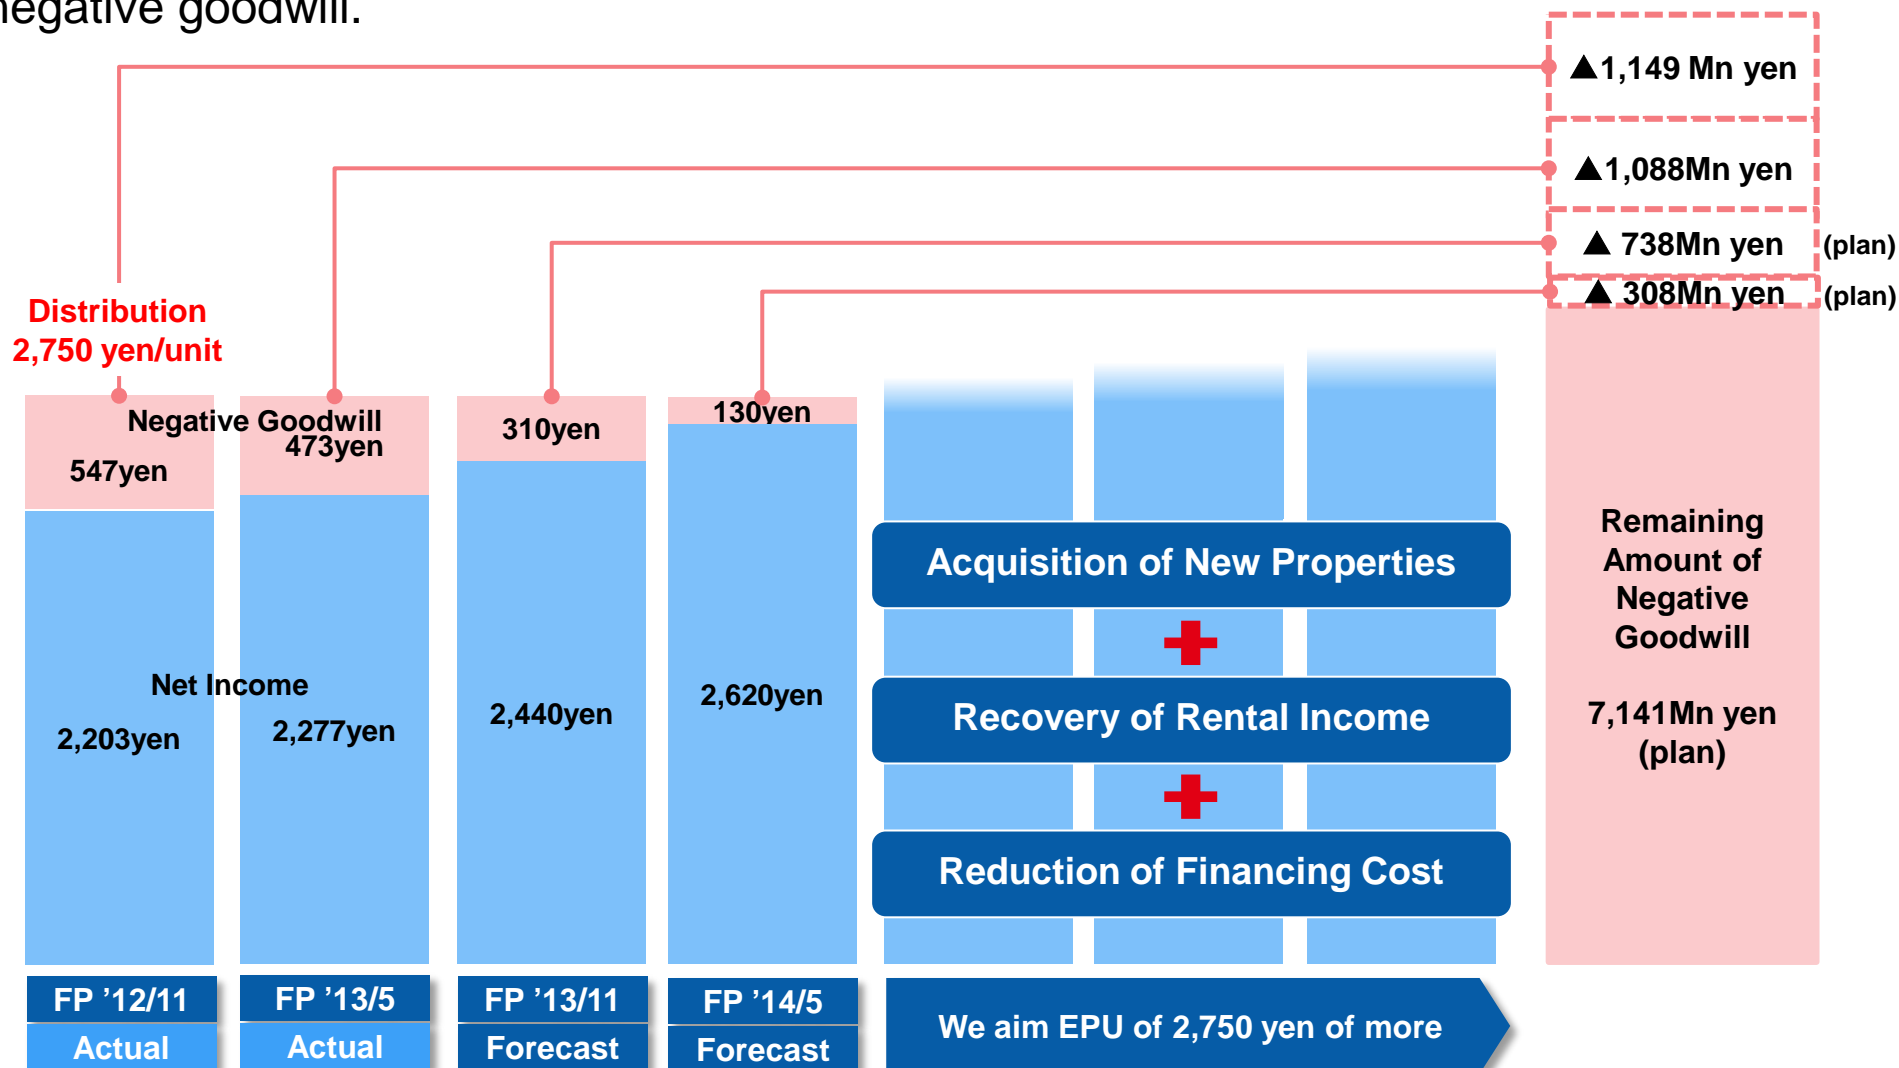 negative goodwill.
▲1,149 Mn yen
▲1,088Mn yen
▲ 738Mn yen (plan)
▲ 308Mn yen (plan)
Distribution
2,750 yen/unit
Negative Goodwill
547yen
473yen
310yen
130yen
Net Income
2,203yen
2,277yen
2,440yen
2,620yen
Acquisition of New Properties
Recovery of Rental Income
Reduction of Financing Cost
Remaining
Amount of
Negative
Goodwill
7,141Mn yen
(plan)
FP ’12/11
Actual
FP ’13/5
Actual
FP ’13/11
Forecast
FP ’14/5
Forecast
We aim EPU of 2,750 yen of more